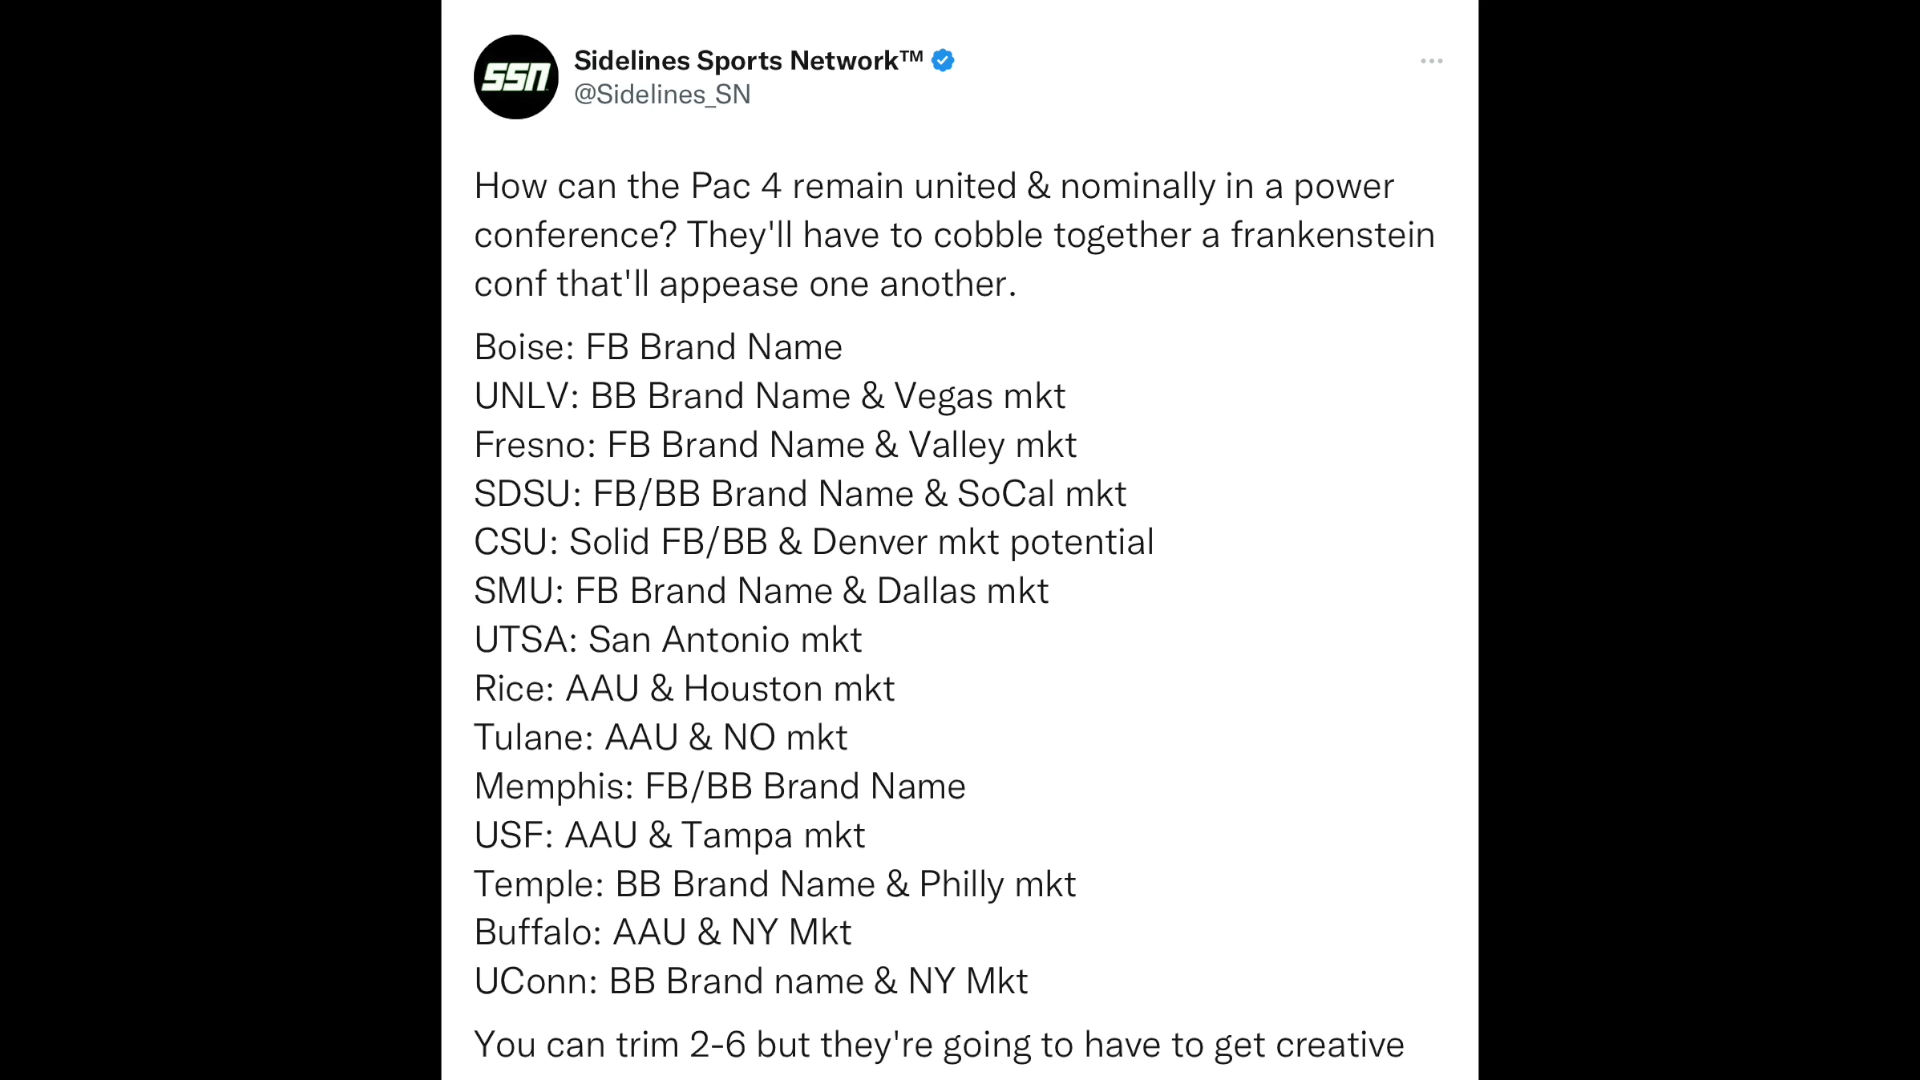 SSN
Sidelines Sports Network™
@Sidelines_SN
How can the Pac 4 remain united & nominally in a power
conference? They'll have to cobble together a frankenstein
conf that'll appease one another.
Boise: FB Brand Name
UNLV: BB Brand Name & Vegas mkt
Fresno: FB Brand Name & Valley mkt
SDSU: FB/BB Brand Name & SoCal mkt
CSU: Solid FB/BB & Denver mkt potential
SMU: FB Brand Name & Dallas mkt
UTSA: San Antonio mkt
Rice: AAU & Houston mkt
Tulane: AAU & NO mkt
Memphis: FB/BB Brand Name
USF: AAU & Tampa mkt
Temple: BB Brand Name & Philly mkt
Buffalo: AAU & NY Mkt
UConn: BB Brand name & NY Mkt
You can trim 2-6 but they're going to have to get creative